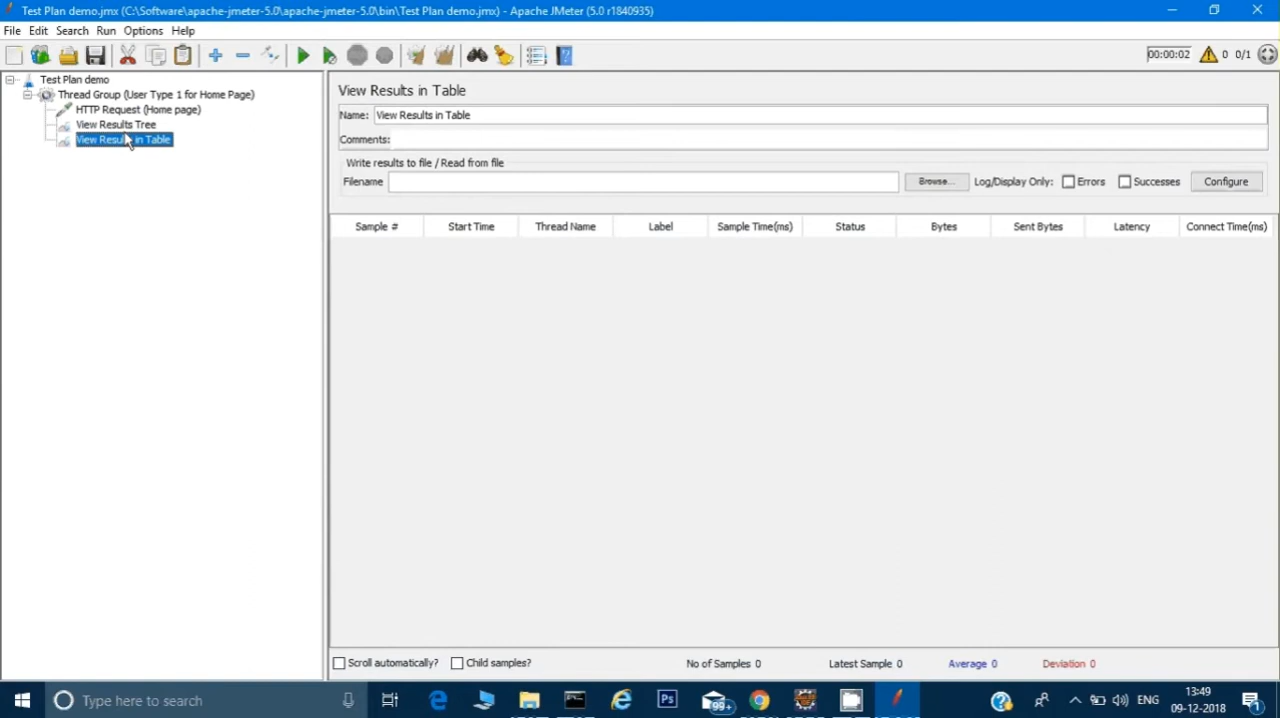 Test Plan demo.jmx (C:\Software\apache-jmeter-5.0\apache-jmeter-5.0\bin\Test Plan demo.jmx) - Apache JMeter (5.0 r1840935)
File Edit Search Run Options Help
00:00:02 0 0/1
Test Plan demo
Thread Group (User Type 1 for Home Page)
HTTP Request (Home page)
View Results Tree
View Results in Table
View Results in Table
Name: View Results in Table
Comments:
Write results to file / Read from file
Filename Browse... Log/Display Only: Errors Successes Configure
Sample # Start Time Thread Name Label Sample Time(ms) Status Bytes Sent Bytes Latency Connect Time(ms)
Scroll automatically? Child samples? No of Samples 0 Latest Sample 0 Average 0 Deviation 0
Type here to search 99+ Ps ENG 13:49
09-12-2018 1